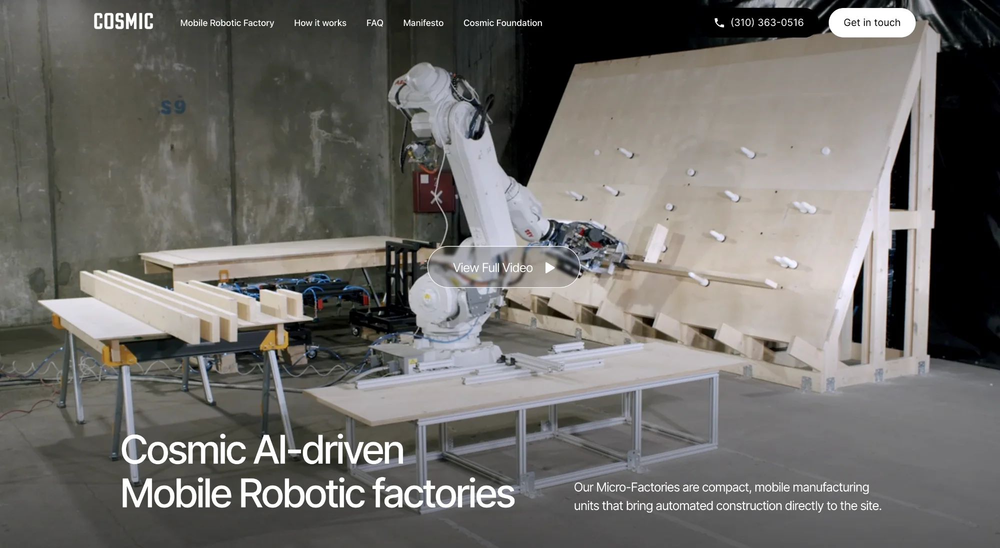 COSMIC
Mobile Robotic Factory
How it works
FAQ
Manifesto
Cosmic Foundation
(310) 363-0516
Get in touch
S9
View Full Video
Cosmic AI-driven
Mobile Robotic factories
Our Micro-Factories are compact, mobile manufacturing
units that bring automated construction directly to the site.